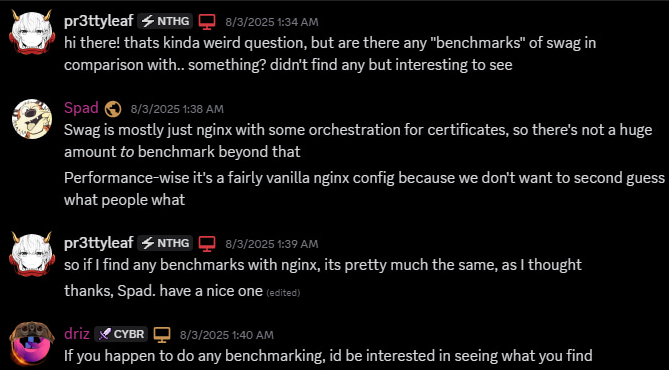 pr3ttyleaf NTHG 8/3/2025 1:34 AM
hi there! thats kinda weird question, but are there any "benchmarks" of swag in
comparison with.. something? didn't find any but interesting to see
Spad 8/3/2025 1:38 AM
Swag is mostly just nginx with some orchestration for certificates, so there's not a huge
amount to benchmark beyond that
Performance-wise it's a fairly vanilla nginx config because we don't want to second guess
what people what
pr3ttyleaf NTHG 8/3/2025 1:39 AM
so if I find any benchmarks with nginx, its pretty much the same, as I thought
thanks, Spad. have a nice one (edited)
driz CYBR 8/3/2025 1:40 AM
If you happen to do any benchmarking, id be interested in seeing what you find